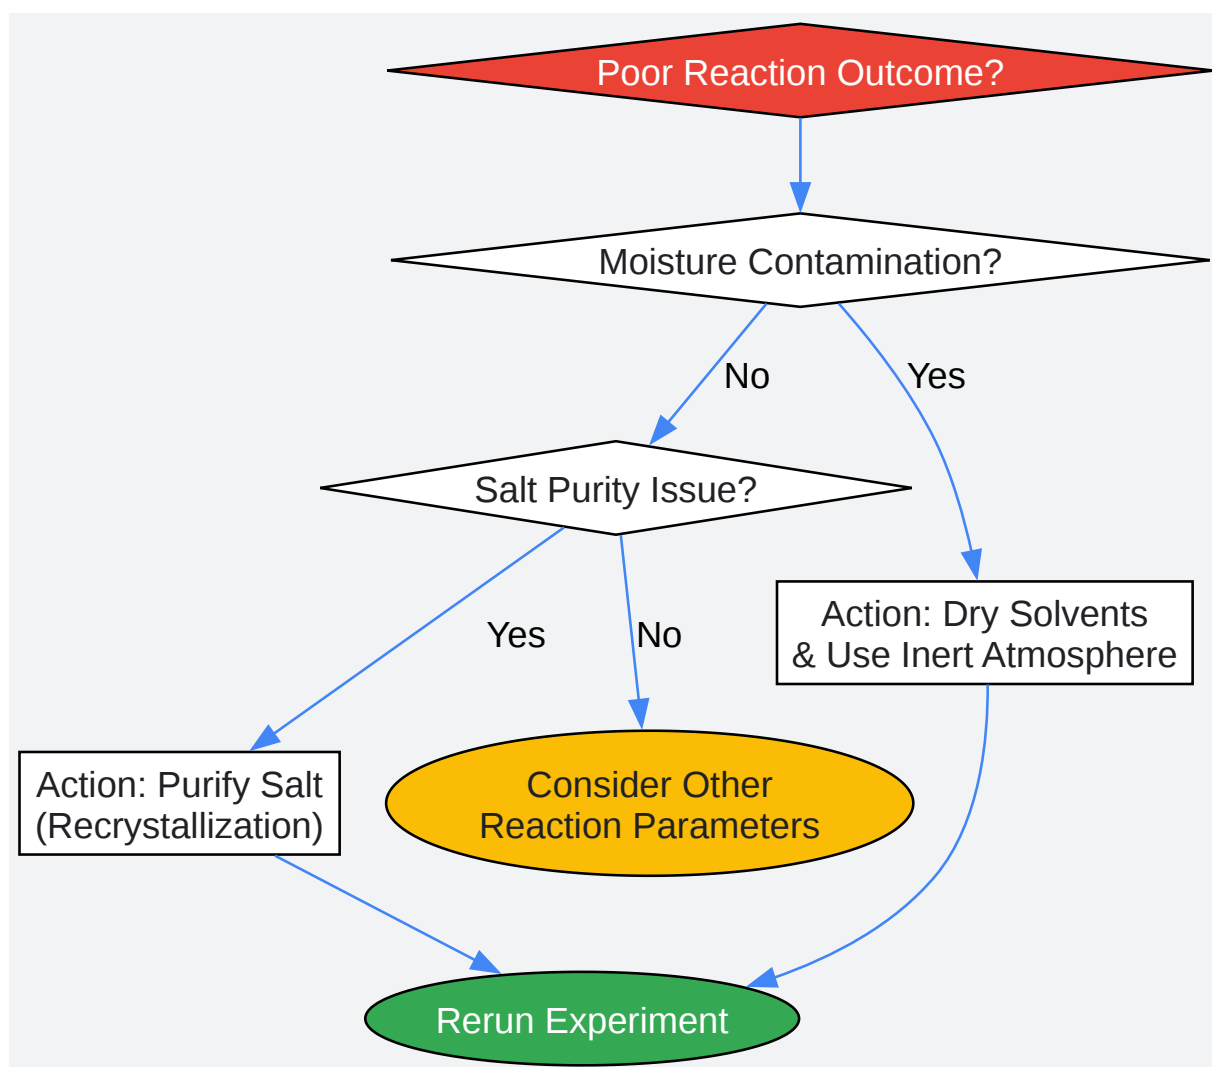 Poor Reaction Outcome?
Moisture Contamination?
No
Yes
Salt Purity Issue?
Action: Dry Solvents
& Use Inert Atmosphere
Yes
No
Action: Purify Salt
(Recrystallization)
Consider Other
Reaction Parameters
Rerun Experiment